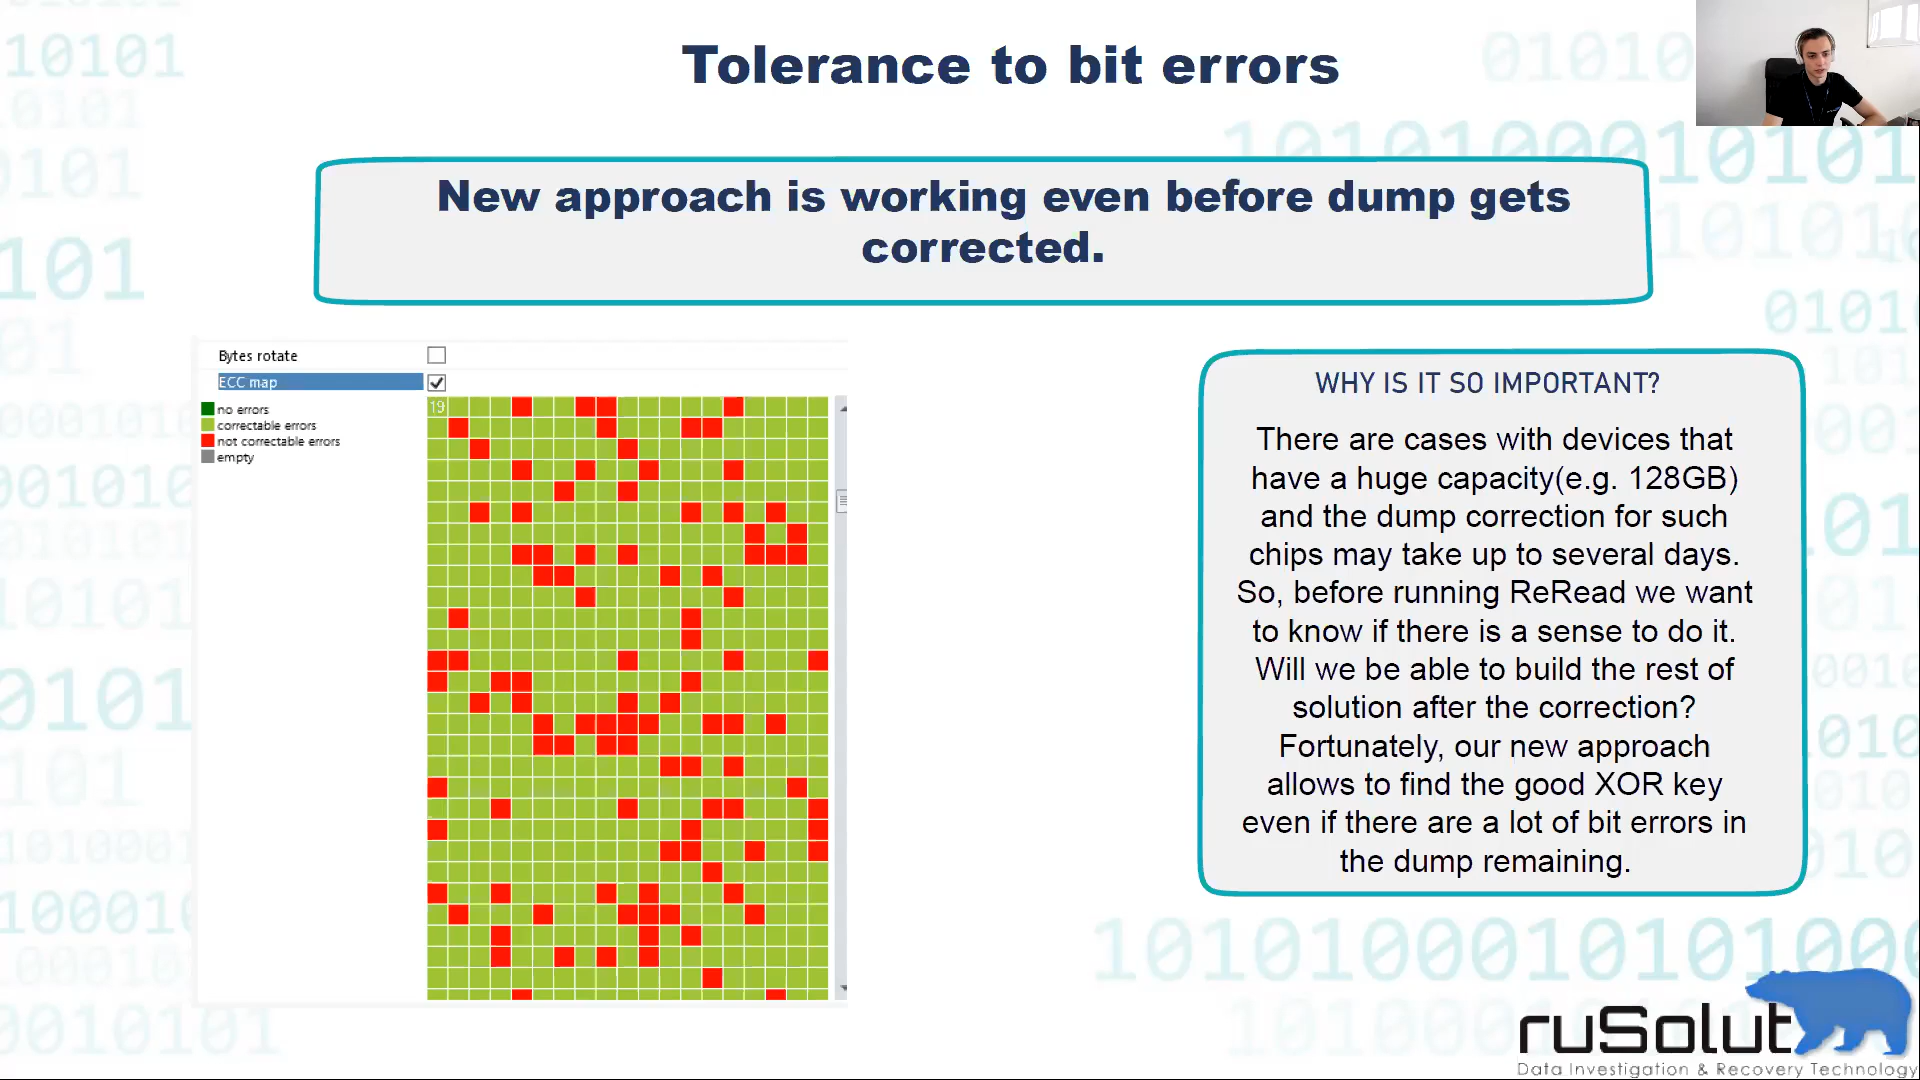 Tolerance to bit errors
New approach is working even before dump gets
corrected.
Bytes rotate
ECC map
no errors
correctable errors
not correctable errors
empty
19
WHY IS IT SO IMPORTANT?
There are cases with devices that
have a huge capacity(e.g. 128GB)
and the dump correction for such
chips may take up to several days.
So, before running ReRead we want
to know if there is a sense to do it.
Will we be able to build the rest of
solution after the correction?
Fortunately, our new approach
allows to find the good XOR key
even if there are a lot of bit errors in
the dump remaining.
ruSolut
Data Investigation & Recovery Technology